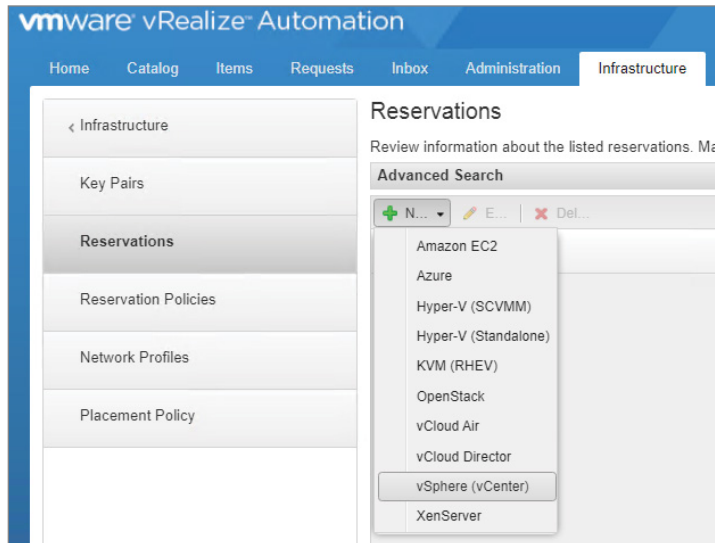 vmware® vRealize™ Automation
Home Catalog Items Requests Inbox Administration Infrastructure
< Infrastructure
Key Pairs
Reservations
Reservation Policies
Network Profiles
Placement Policy
Reservations
Review information about the listed reservations. Ma
Advanced Search
N... E... Del...
Amazon EC2
Azure
Hyper-V (SCVMM)
Hyper-V (Standalone)
KVM (RHEV)
OpenStack
vCloud Air
vCloud Director
vSphere (vCenter)
XenServer